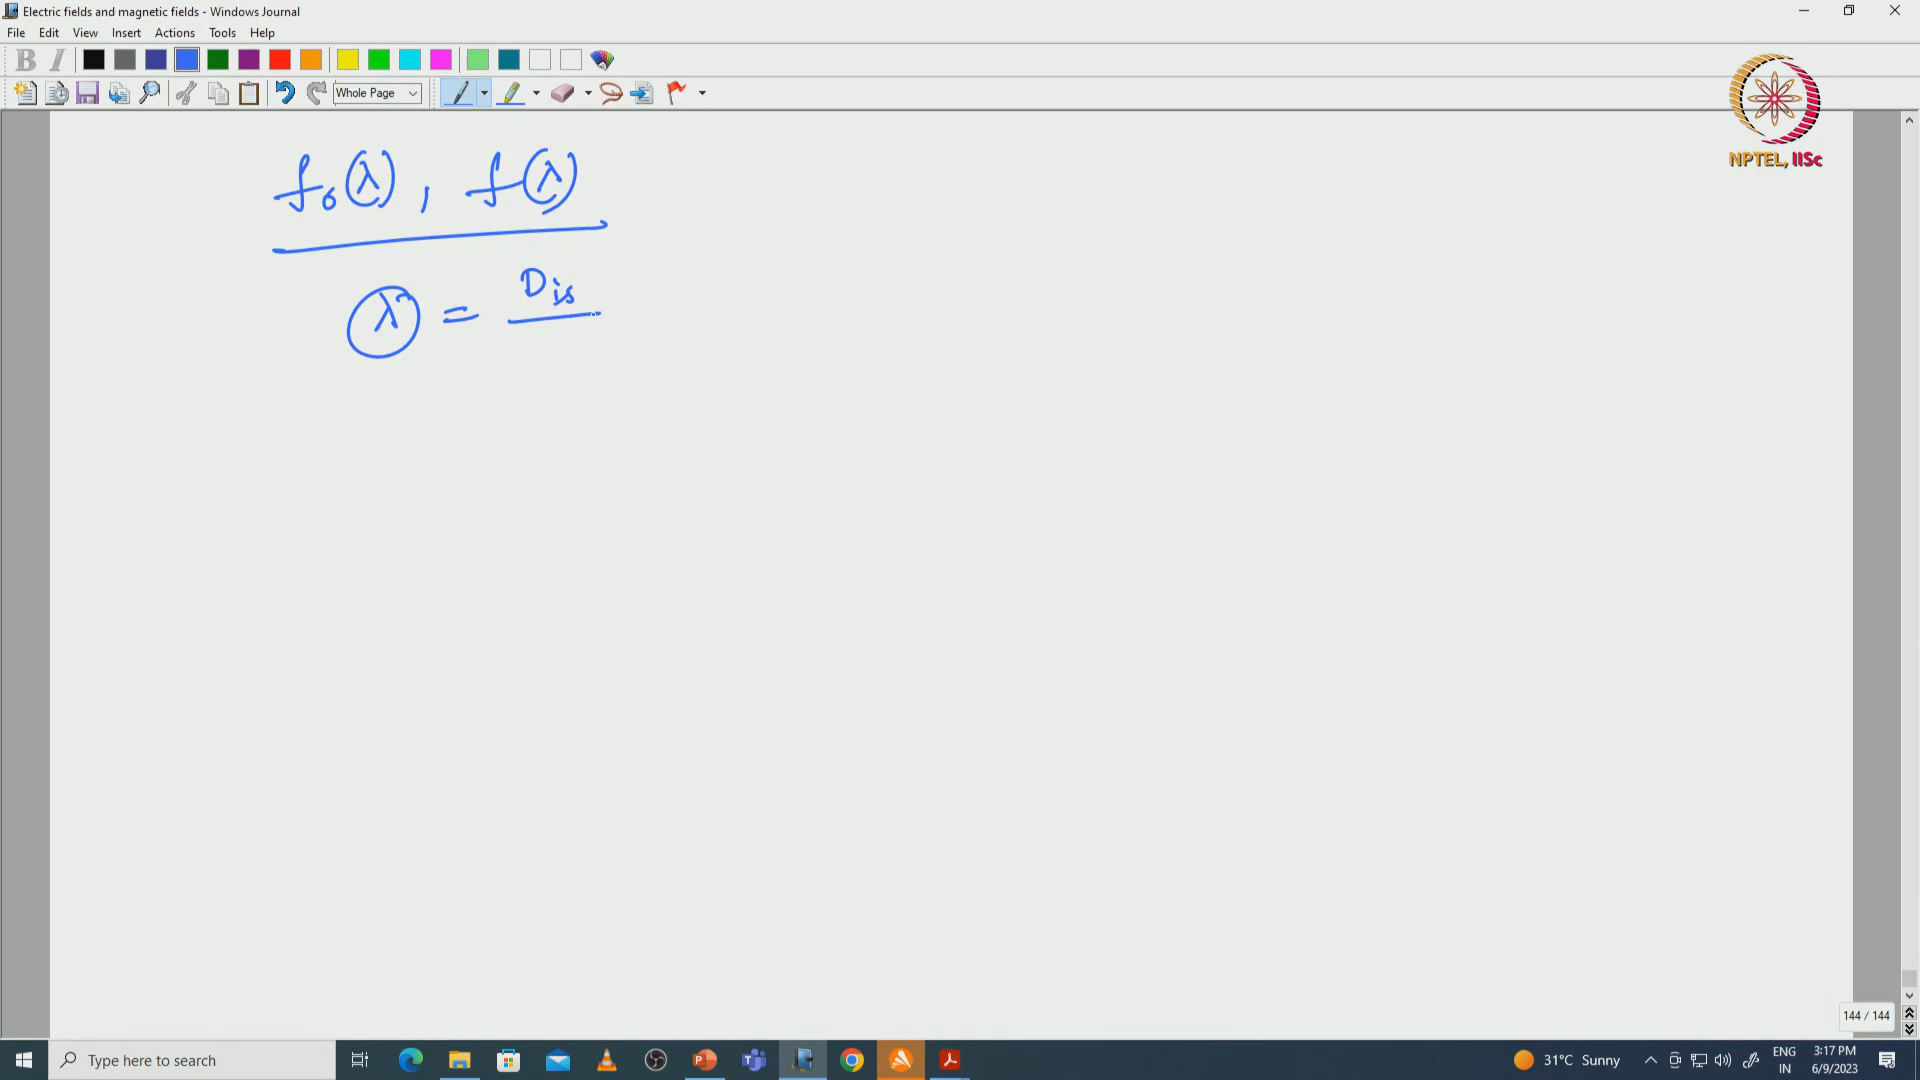 Electric fields and magnetic fields - Windows Journal
File Edit View Insert Actions Tools Help
B I
Whole Page
NPTEL, IISc
f₀(λ) , f(λ)
λ = Dis
144 / 144
Type here to search
31°C Sunny
ENG
IN
3:17 PM
6/9/2023